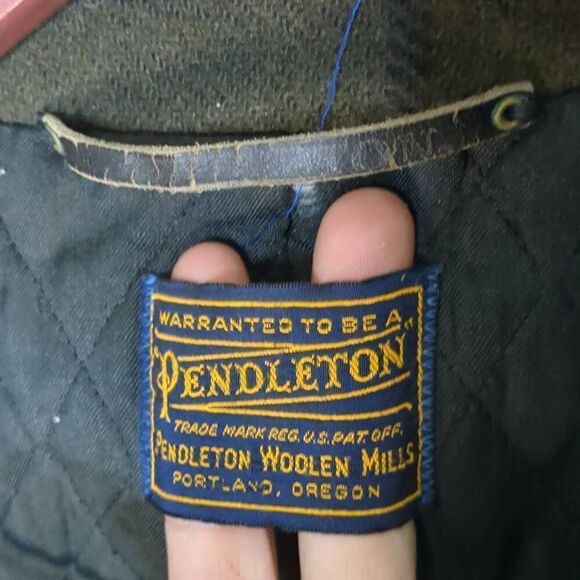 WARRANTED TO BE A
"PENDLETON"
TRADE MARK REG. U.S. PAT. OFF.
PENDLETON WOOLEN MILLS
PORTLAND, OREGON